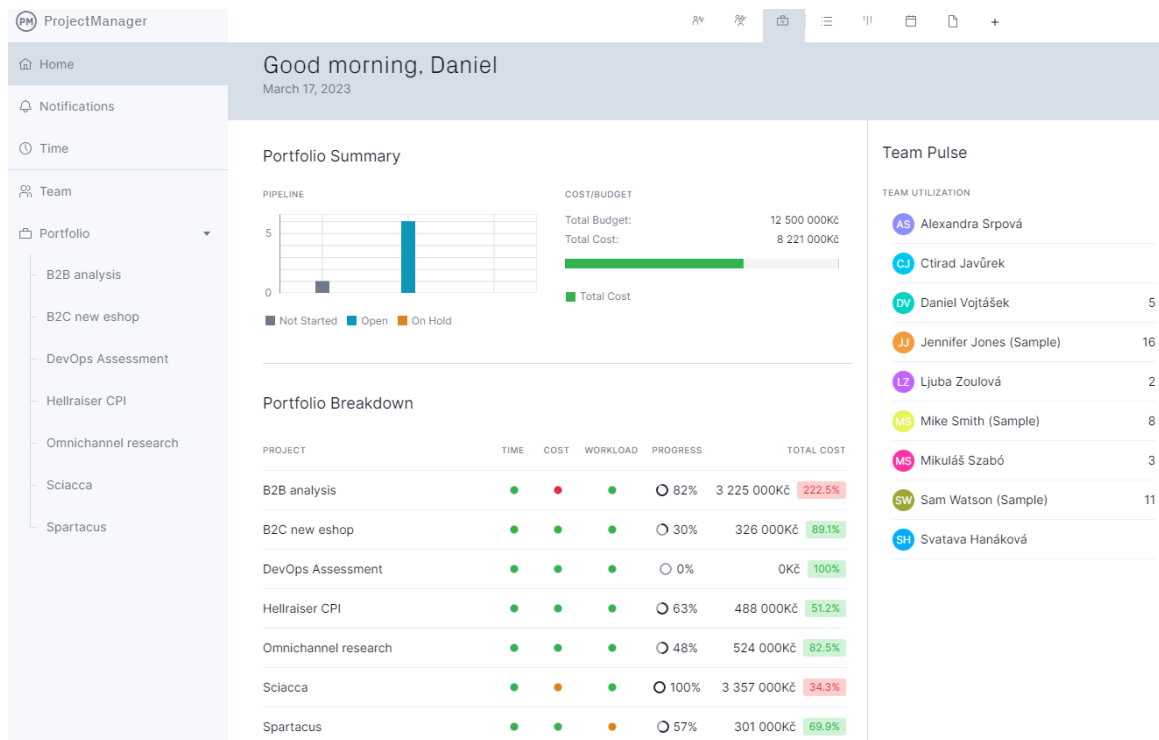 PM ProjectManager
Home
Notifications
Time
Team
Portfolio
B2B analysis
B2C new eshop
DevOps Assessment
Hellraiser CPI
Omnichannel research
Sciacca
Spartacus
Good morning, Daniel
March 17, 2023
Portfolio Summary
PIPELINE
5
0
Not Started Open On Hold
COST/BUDGET
Total Budget: 12 500 000Kč
Total Cost: 8 221 000Kč
Total Cost
Portfolio Breakdown
PROJECT TIME COST WORKLOAD PROGRESS TOTAL COST
B2B analysis 82% 3 225 000Kč 222.5%
B2C new eshop 30% 326 000Kč 89.1%
DevOps Assessment 0% 0Kč 100%
Hellraiser CPI 63% 488 000Kč 51.2%
Omnichannel research 48% 524 000Kč 82.5%
Sciacca 100% 3 357 000Kč 34.3%
Spartacus 57% 301 000Kč 69.9%
Team Pulse
TEAM UTILIZATION
AS Alexandra Srpová
CJ Ctirad Javůrek
DV Daniel Vojtášek 5
JJ Jennifer Jones (Sample) 16
LZ Ljuba Zoulová 2
MS Mike Smith (Sample) 8
MS Mikuláš Szabó 3
SW Sam Watson (Sample) 11
SH Svatava Hanáková